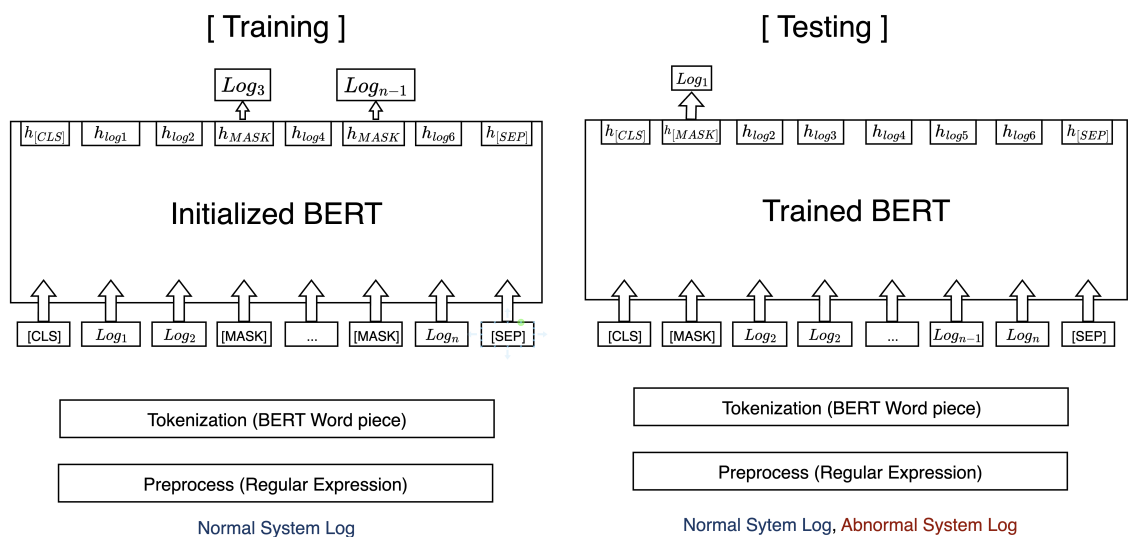 [ Training ]
Log3 Logn-1
h[CLS] hlog1 hlog2 hMASK hlog4 hMASK hlog6 h[SEP]
Initialized BERT
[CLS] Log1 Log2 [MASK] ... [MASK] Logn [SEP]
Tokenization (BERT Word piece)
Preprocess (Regular Expression)
Normal System Log
[ Testing ]
Log1
h[CLS] h[MASK] hlog2 hlog3 hlog4 hlog5 hlog6 h[SEP]
Trained BERT
[CLS] [MASK] Log2 Log2 ... Logn-1 Logn [SEP]
Tokenization (BERT Word piece)
Preprocess (Regular Expression)
Normal Sytem Log, Abnormal System Log